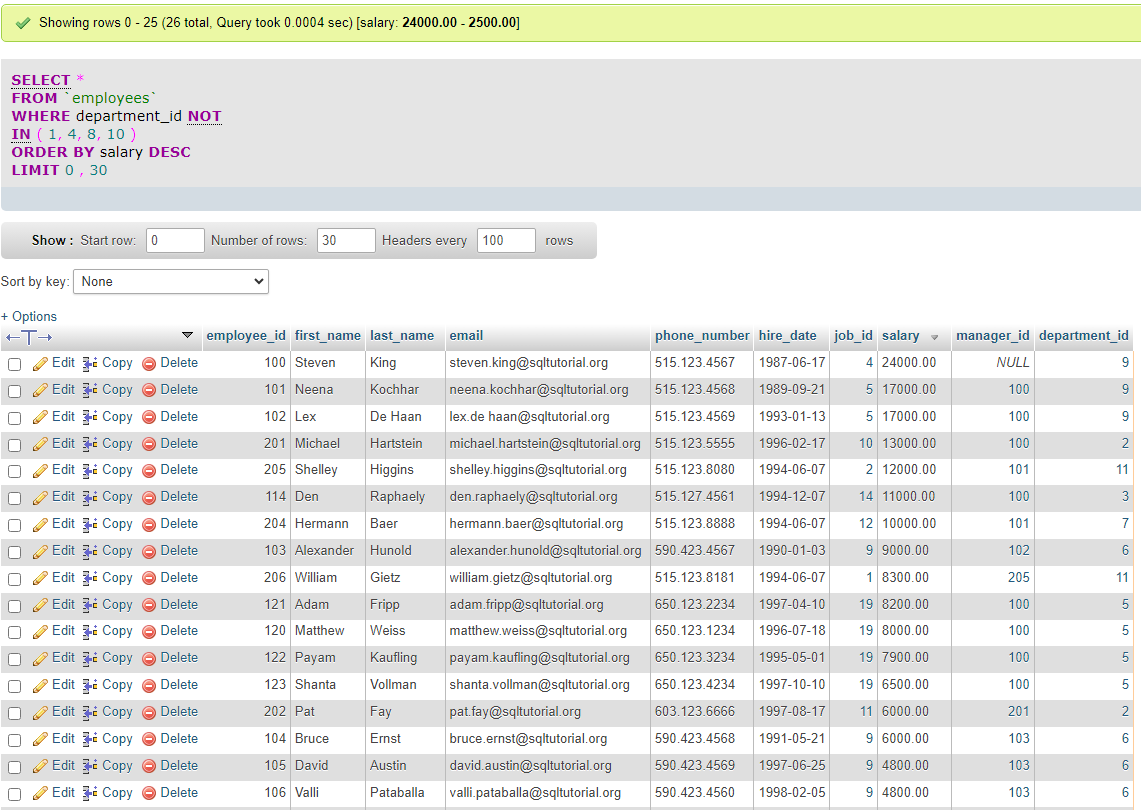 Showing rows 0 - 25 (26 total, Query took 0.0004 sec) [salary: 24000.00 - 2500.00]
SELECT *
FROM `employees`
WHERE department_id NOT
IN ( 1, 4, 8, 10 )
ORDER BY salary DESC
LIMIT 0 , 30
Show : Start row: 0 Number of rows: 30 Headers every 100 rows
Sort by key: None
+ Options
←T→ employee_id first_name last_name email phone_number hire_date job_id salary manager_id department_id
Edit Copy Delete 100 Steven King steven.king@sqltutorial.org 515.123.4567 1987-06-17 4 24000.00 NULL 9
Edit Copy Delete 101 Neena Kochhar neena.kochhar@sqltutorial.org 515.123.4568 1989-09-21 5 17000.00 100 9
Edit Copy Delete 102 Lex De Haan lex.de haan@sqltutorial.org 515.123.4569 1993-01-13 5 17000.00 100 9
Edit Copy Delete 201 Michael Hartstein michael.hartstein@sqltutorial.org 515.123.5555 1996-02-17 10 13000.00 100 2
Edit Copy Delete 205 Shelley Higgins shelley.higgins@sqltutorial.org 515.123.8080 1994-06-07 2 12000.00 101 11
Edit Copy Delete 114 Den Raphaely den.raphaely@sqltutorial.org 515.127.4561 1994-12-07 14 11000.00 100 3
Edit Copy Delete 204 Hermann Baer hermann.baer@sqltutorial.org 515.123.8888 1994-06-07 12 10000.00 101 7
Edit Copy Delete 103 Alexander Hunold alexander.hunold@sqltutorial.org 590.423.4567 1990-01-03 9 9000.00 102 6
Edit Copy Delete 206 William Gietz william.gietz@sqltutorial.org 515.123.8181 1994-06-07 1 8300.00 205 11
Edit Copy Delete 121 Adam Fripp adam.fripp@sqltutorial.org 650.123.2234 1997-04-10 19 8200.00 100 5
Edit Copy Delete 120 Matthew Weiss matthew.weiss@sqltutorial.org 650.123.1234 1996-07-18 19 8000.00 100 5
Edit Copy Delete 122 Payam Kaufling payam.kaufling@sqltutorial.org 650.123.3234 1995-05-01 19 7900.00 100 5
Edit Copy Delete 123 Shanta Vollman shanta.vollman@sqltutorial.org 650.123.4234 1997-10-10 19 6500.00 100 5
Edit Copy Delete 202 Pat Fay pat.fay@sqltutorial.org 603.123.6666 1997-08-17 11 6000.00 201 2
Edit Copy Delete 104 Bruce Ernst bruce.ernst@sqltutorial.org 590.423.4568 1991-05-21 9 6000.00 103 6
Edit Copy Delete 105 David Austin david.austin@sqltutorial.org 590.423.4569 1997-06-25 9 4800.00 103 6
Edit Copy Delete 106 Valli Pataballa valli.pataballa@sqltutorial.org 590.423.4560 1998-02-05 9 4800.00 103 6